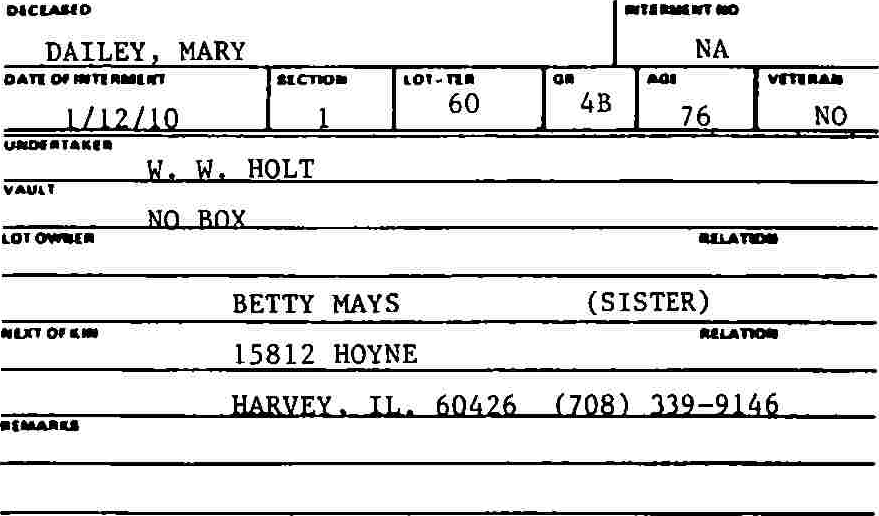 DECEASED INTERMENT NO
DAILEY, MARY NA
DATE OF INTERMENT SECTION LOT-TER GR AGE VETERAN
1/12/10 1 60 4B 76 NO
UNDERTAKER
W. W. HOLT
VAULT
NO BOX
LOT OWNER RELATION
BETTY MAYS (SISTER)
NEXT OF KIN RELATION
15812 HOYNE
HARVEY, IL. 60426 (708) 339-9146
REMARKS